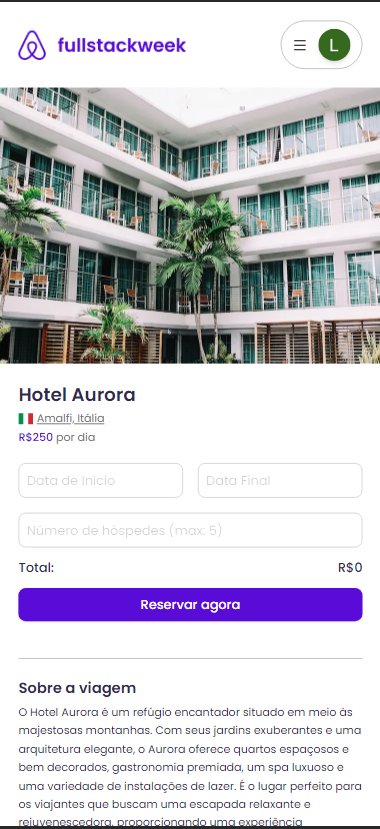 fullstackweek
L
Hotel Aurora
Amalfi, Itália
R$250 por dia
Data de Início
Data Final
Número de hóspedes (max: 5)
Total:
R$0
Reservar agora
Sobre a viagem
O Hotel Aurora é um refúgio encantador situado em meio às
majestosas montanhas. Com seus jardins exuberantes e uma
arquitetura elegante, o Aurora oferece quartos espaçosos e
bem decorados, gastronomia premiada, um spa luxuoso e
uma variedade de instalações de lazer. É o lugar perfeito para
os viajantes que buscam uma escapada relaxante e
rejuvenescedora, proporcionando uma experiência